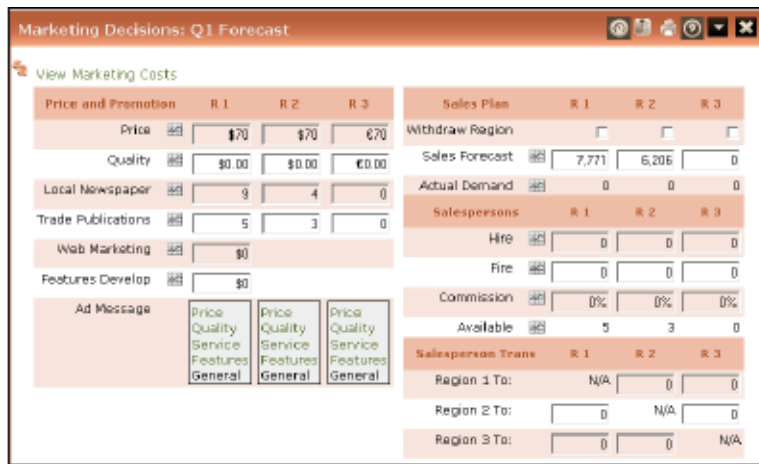 Marketing Decisions: Q1 Forecast
View Marketing Costs
Price and Promotion R 1 R 2 R 3
Price $70 $70 €70
Quality $0.00 $0.00 €0.00
Local Newspaper 9 4 0
Trade Publications 5 3 0
Web Marketing $0
Features Develop $0
Ad Message
Price Price Price
Quality Quality Quality
Service Service Service
Features Features Features
General General General
Sales Plan R 1 R 2 R 3
Withdraw Region
Sales Forecast 7,771 6,206 0
Actual Demand 0 0 0
Salespersons R 1 R 2 R 3
Hire 0 0 0
Fire 0 0 0
Commission 0% 0% 0%
Available 5 3 0
Salesperson Trans R 1 R 2 R 3
Region 1 To: N/A 0 0
Region 2 To: 0 N/A 0
Region 3 To: 0 0 N/A